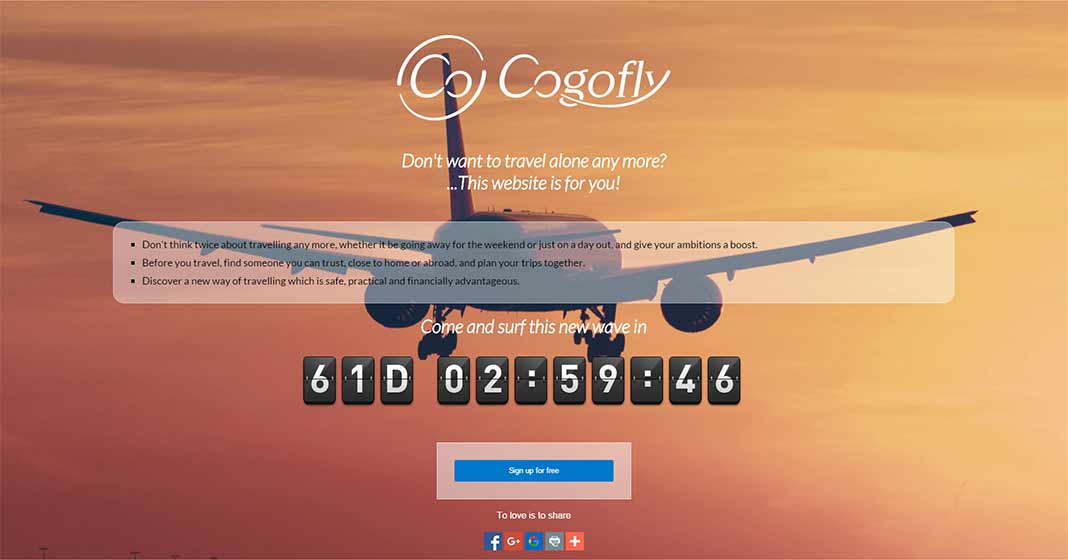 Co Cogofly
Don't want to travel alone any more?
...This website is for you!
Don't think twice about travelling any more, whether it be going away for the weekend or just on a day out, and give your ambitions a boost.
Before you travel, find someone you can trust, close to home or abroad, and plan your trips together.
Discover a new way of travelling which is safe, practical and financially advantageous.
Come and surf this new wave in
61D 02:59:46
Sign up for free
To love is to share
f G+ G +